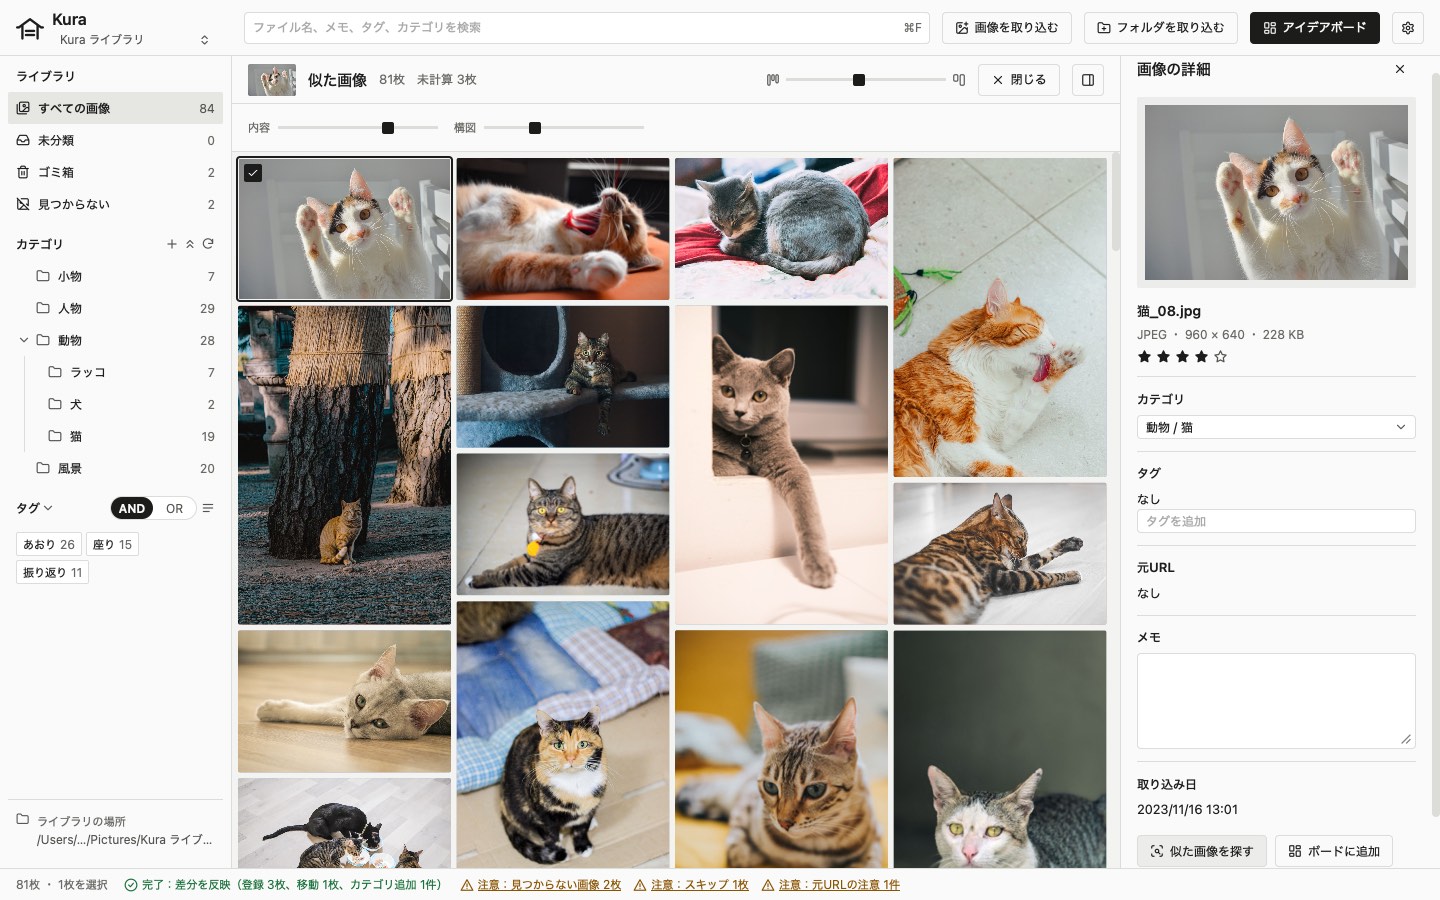 Kura
Kura ライブラリ
ファイル名、メモ、タグ、カテゴリを検索
⌘F
画像を取り込む
フォルダを取り込む
アイデアボード
ライブラリ
すべての画像 84
未分類 0
ゴミ箱 2
見つからない 2
カテゴリ
小物 7
人物 29
動物 28
ラッコ 7
犬 2
猫 19
風景 20
タグ
AND OR
あおり 26
座り 15
振り返り 11
ライブラリの場所
/Users/.../Pictures/Kura ライブ...
似た画像 81枚 未計算 3枚
閉じる
内容
構図
画像の詳細
猫_08.jpg
JPEG ・ 960 × 640 ・ 228 KB
カテゴリ
動物 / 猫
タグ
なし
タグを追加
元URL
なし
メモ
取り込み日
2023/11/16 13:01
似た画像を探す
ボードに追加
81枚 ・ 1枚を選択
完了：差分を反映（登録 3枚、移動 1枚、カテゴリ追加 1件）
注意：見つからない画像 2枚
注意：スキップ 1枚
注意：元URLの注意 1件